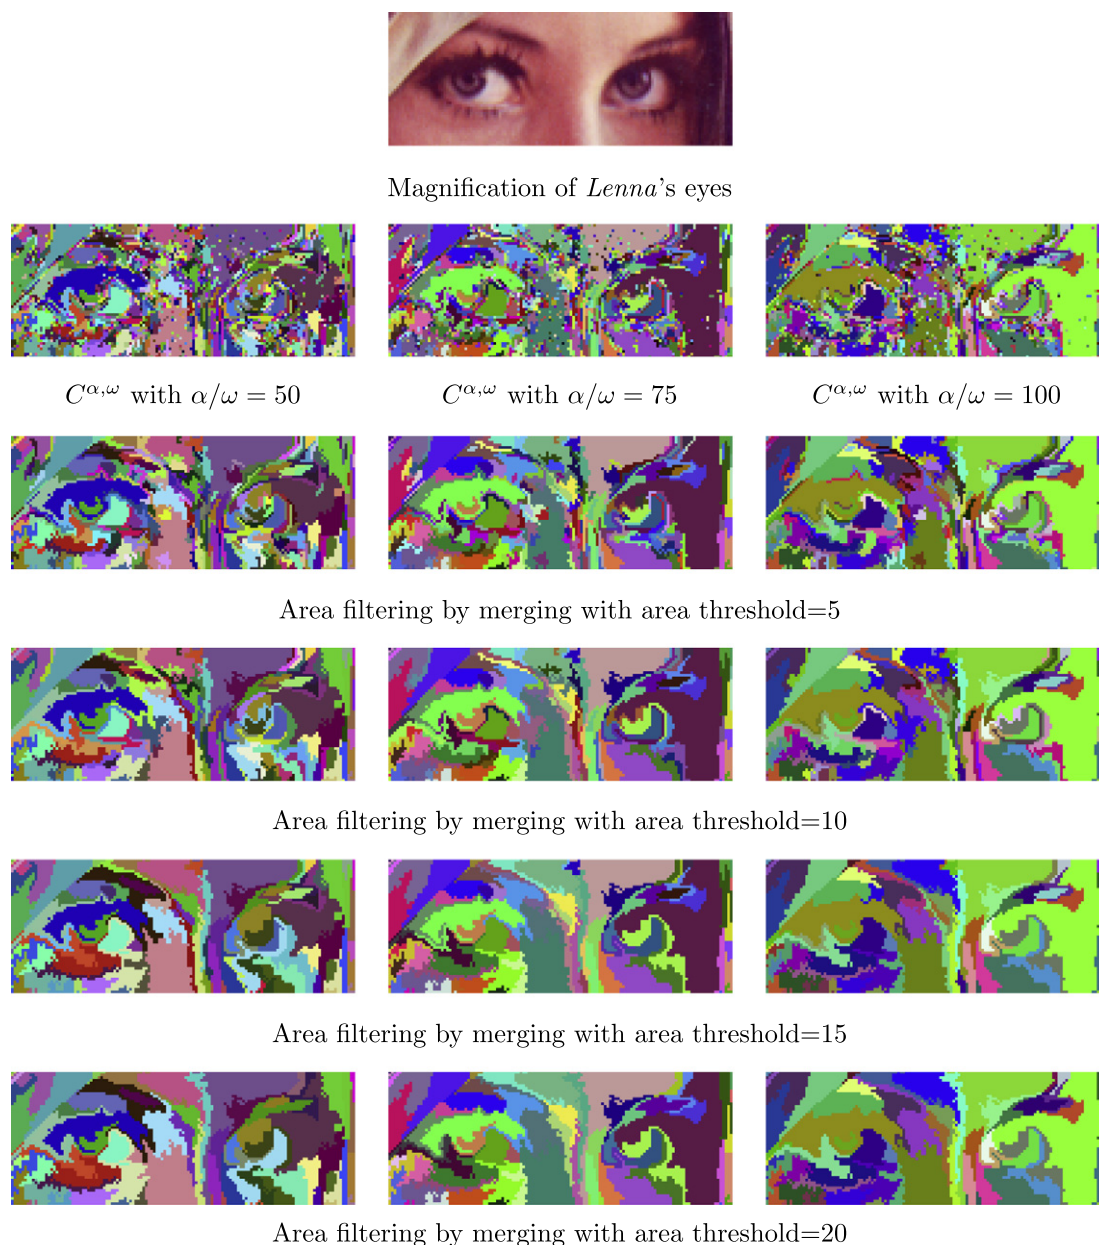 Magnification of Lenna's eyes
C^{α,ω} with α/ω = 50
C^{α,ω} with α/ω = 75
C^{α,ω} with α/ω = 100
Area filtering by merging with area threshold=5
Area filtering by merging with area threshold=10
Area filtering by merging with area threshold=15
Area filtering by merging with area threshold=20